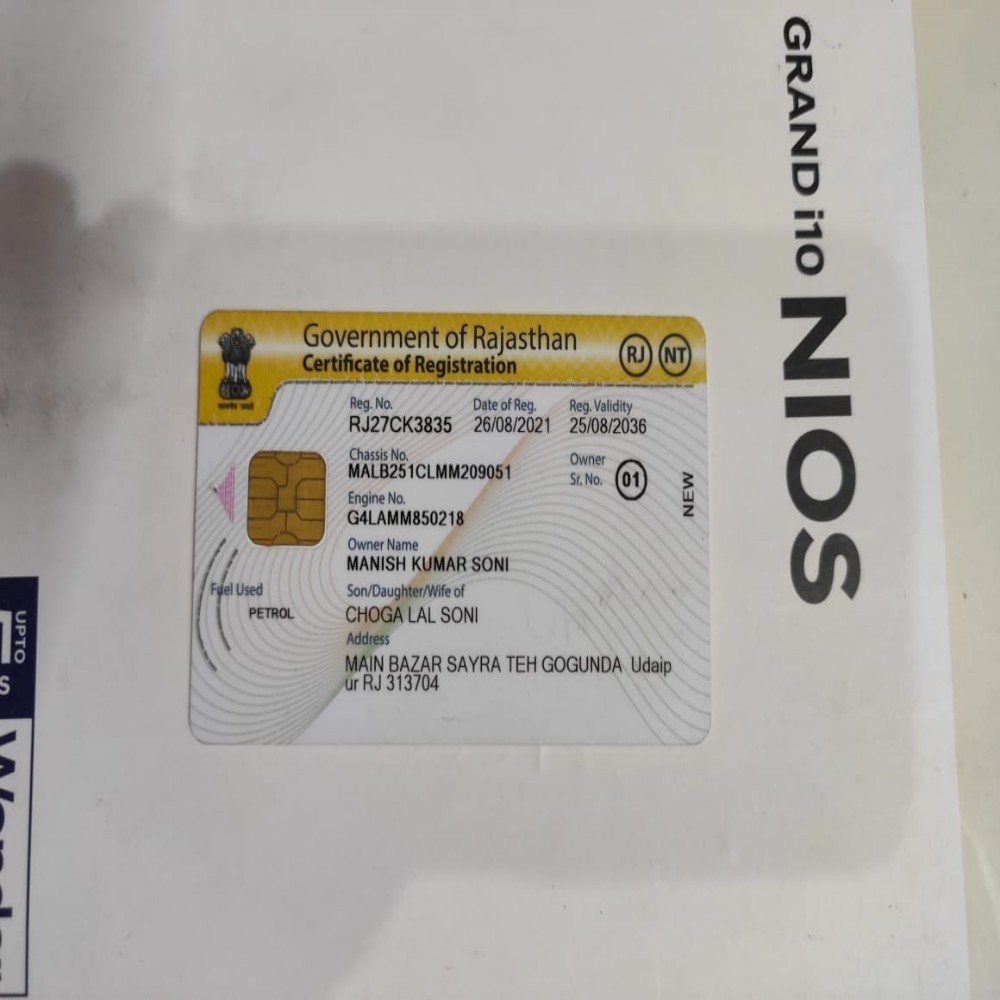 GRAND i10 NIOS
Government of Rajasthan
Certificate of Registration
RJ NT
Reg. No. Date of Reg. Reg. Validity
RJ27CK3835 26/08/2021 25/08/2036
Chassis No.
MALB251CLMM209051
Owner
Sr. No. 01
NEW
Engine No.
G4LAMM850218
Owner Name
MANISH KUMAR SONI
Fuel Used
PETROL
Son/Daughter/Wife of
CHOGA LAL SONI
Address
MAIN BAZAR SAYRA TEH GOGUNDA Udaip
ur RJ 313704
UPTO
S